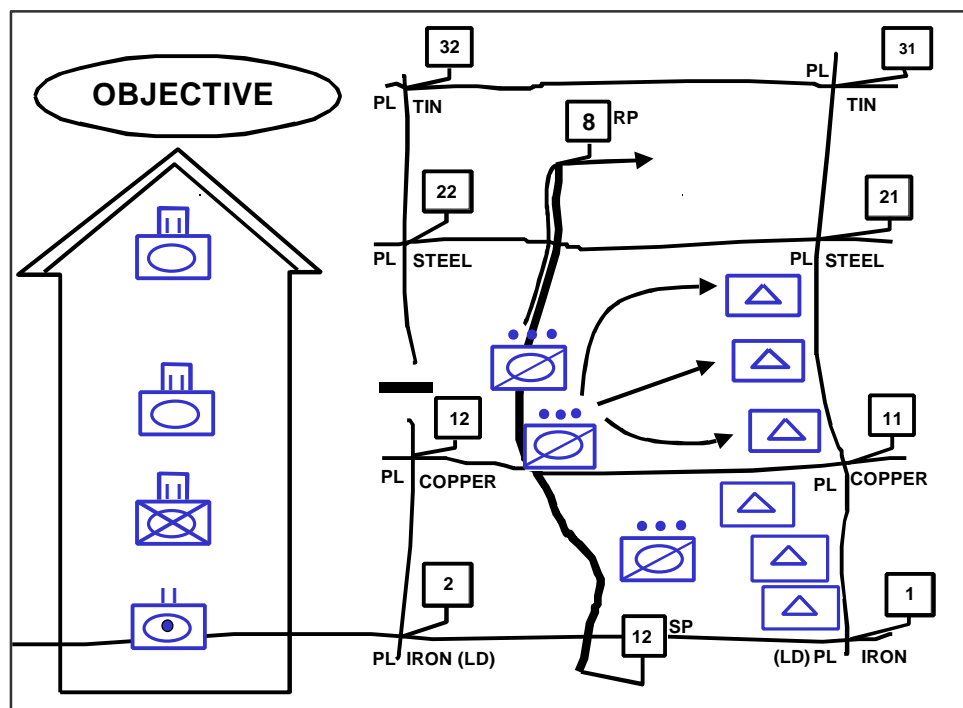 OBJECTIVE
32
31
PL TIN
PL
TIN
8 RP
22
21
PL STEEL
PL STEEL
12
11
PL COPPER
PL COPPER
2
1
12 SP
PL IRON (LD)
(LD) PL IRON